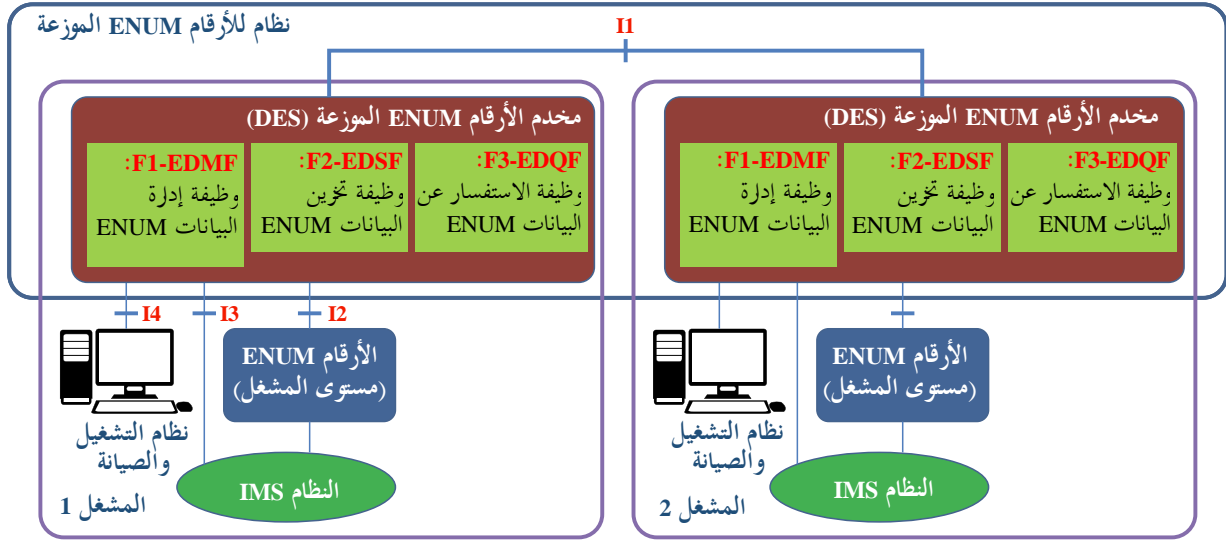 نظام للأرقام ENUM الموزعة
I1
مخدم الأرقام ENUM الموزعة (DES)
F3-EDQF:
وظيفة الاستفسار عن
البيانات ENUM
F2-EDSF:
وظيفة تخزين
البيانات ENUM
F1-EDMF:
وظيفة إدارة
البيانات ENUM
مخدم الأرقام ENUM الموزعة (DES)
F3-EDQF:
وظيفة الاستفسار عن
البيانات ENUM
F2-EDSF:
وظيفة تخزين
البيانات ENUM
F1-EDMF:
وظيفة إدارة
البيانات ENUM
I2
I3
I4
الأرقام ENUM
(مستوى المشغل)
نظام التشغيل
والصيانة
النظام IMS
المشغل 1
الأرقام ENUM
(مستوى المشغل)
نظام التشغيل
والصيانة
النظام IMS
المشغل 2